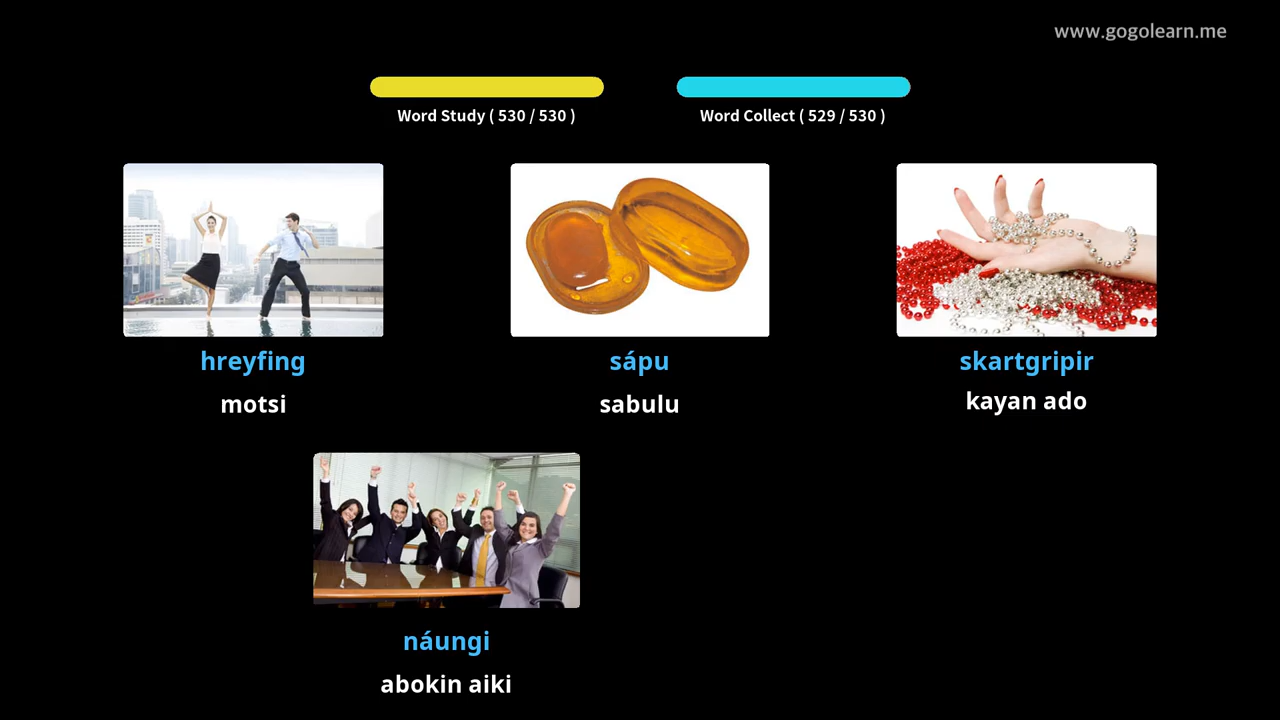 www.gogolearn.me
Word Study ( 530 / 530 )
Word Collect ( 529 / 530 )
hreyfing
sápu
skartgripir
motsi
sabulu
kayan ado
náungi
abokin aiki